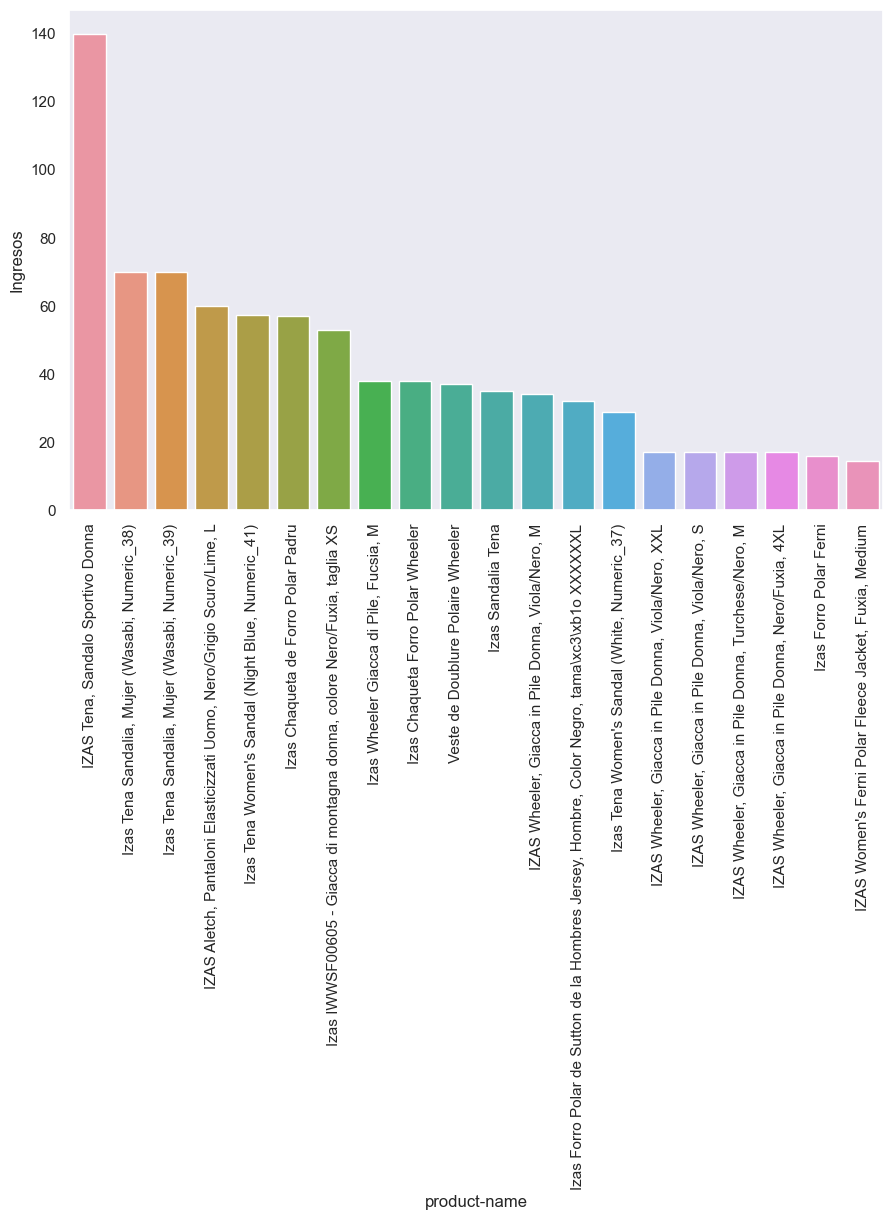 140
120
100
80
60
40
20
0
Ingresos
IZAS Tena, Sandalo Sportivo Donna
Izas Tena Sandalia, Mujer (Wasabi, Numeric_38)
Izas Tena Sandalia, Mujer (Wasabi, Numeric_39)
IZAS Aletch, Pantaloni Elasticizzati Uomo, Nero/Grigio Scuro/Lime, L
Izas Tena Women's Sandal (Night Blue, Numeric_41)
Izas Chaqueta de Forro Polar Padru
Izas IWWSF00605 - Giacca di montagna donna, colore Nero/Fuxia, taglia XS
Izas Wheeler Giacca di Pile, Fucsia, M
Izas Chaqueta Forro Polar Wheeler
Veste de Doublure Polaire Wheeler
Izas Sandalia Tena
IZAS Wheeler, Giacca in Pile Donna, Viola/Nero, M
Izas Forro Polar de Sutton de la Hombres Jersey, Hombre, Color Negro, tama\xc3\xb1o XXXXXXL
Izas Tena Women's Sandal (White, Numeric_37)
IZAS Wheeler, Giacca in Pile Donna, Viola/Nero, XXL
IZAS Wheeler, Giacca in Pile Donna, Viola/Nero, S
IZAS Wheeler, Giacca in Pile Donna, Turchese/Nero, M
IZAS Wheeler, Giacca in Pile Donna, Nero/Fuxia, 4XL
Izas Forro Polar Ferni
IZAS Women's Ferni Polar Fleece Jacket, Fuxia, Medium
product-name